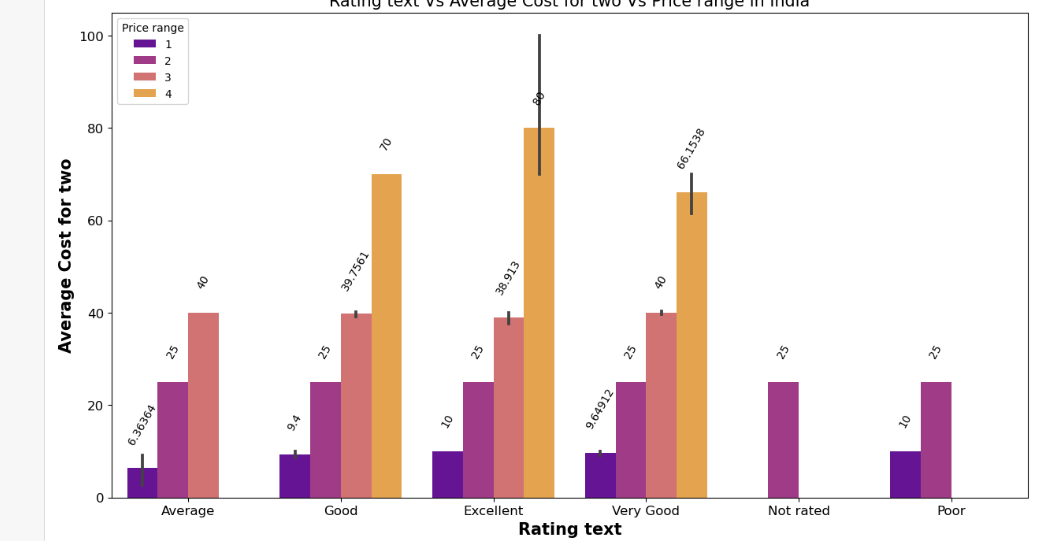 Rating text Vs Average Cost for two Vs Price range in India
Price range
1
2
3
4
Average Cost for two
100
80
60
40
20
0
6.36364
25
40
9.4
25
39.7561
70
10
25
38.913
80
9.64912
25
40
66.1538
25
10
25
Average
Good
Excellent
Very Good
Not rated
Poor
Rating text